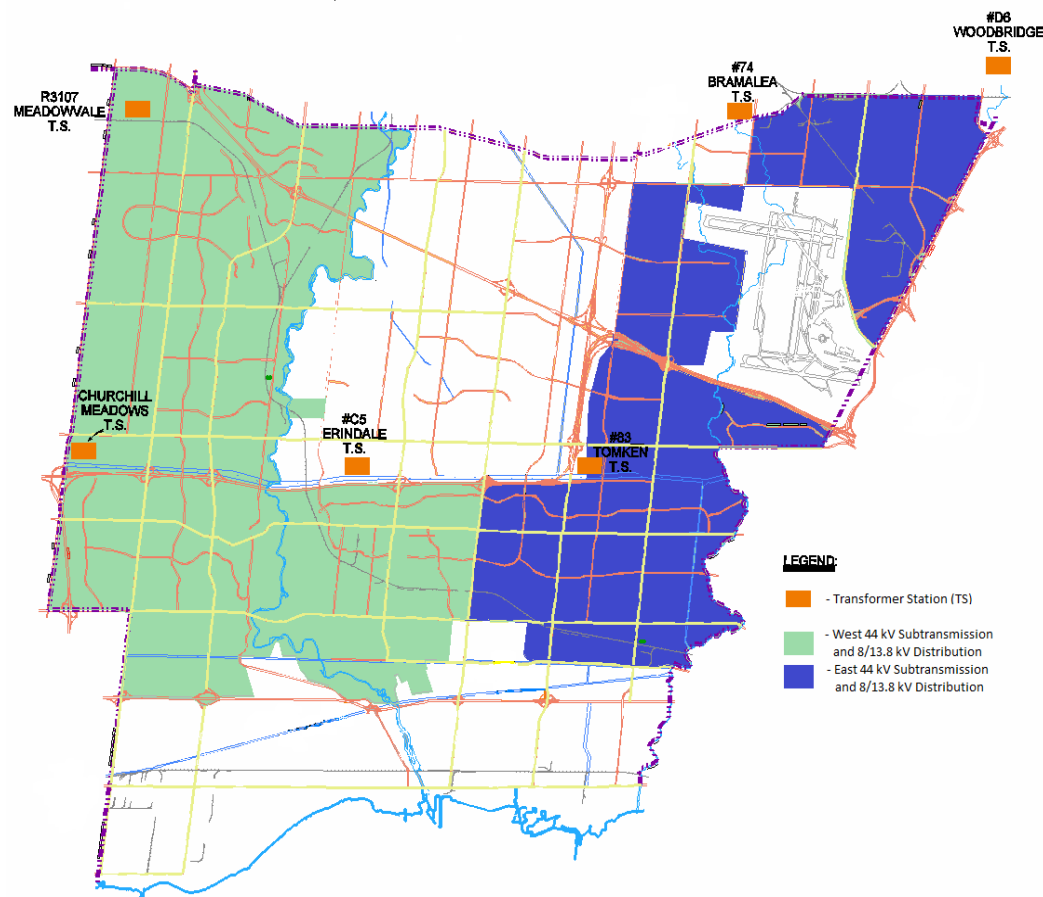 #D6
WOODBRIDGE
T.S.
#74
BRAMALEA
T.S.
R3107
MEADOWVALE
T.S.
CHURCHILL
MEADOWS
T.S.
#C5
ERINDALE
T.S.
#83
TOMKEN
T.S.
LEGEND:
- Transformer Station (TS)
- West 44 kV Subtransmission
and 8/13.8 kV Distribution
- East 44 kV Subtransmission
and 8/13.8 kV Distribution